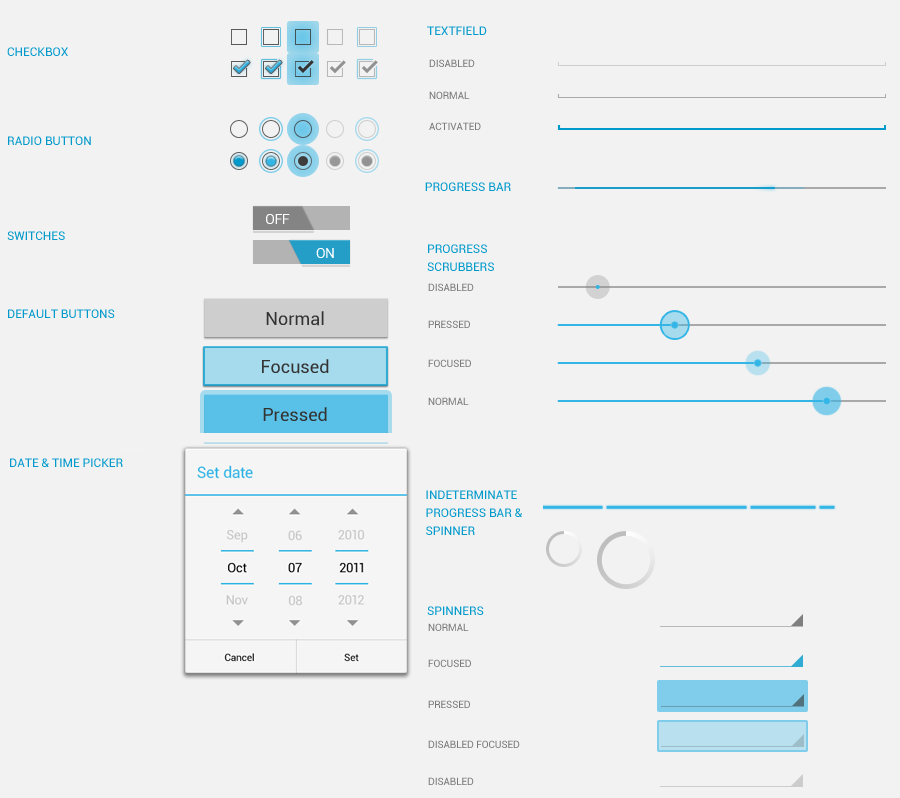 CHECKBOX
RADIO BUTTON
SWITCHES
OFF
ON
DEFAULT BUTTONS
Normal
Focused
Pressed
DATE & TIME PICKER
Set date
Sep 06 2010
Oct 07 2011
Nov 08 2012
Cancel Set
TEXTFIELD
DISABLED
NORMAL
ACTIVATED
PROGRESS BAR
PROGRESS
SCRUBBERS
DISABLED
PRESSED
FOCUSED
NORMAL
INDETERMINATE
PROGRESS BAR &
SPINNER
SPINNERS
NORMAL
FOCUSED
PRESSED
DISABLED FOCUSED
DISABLED